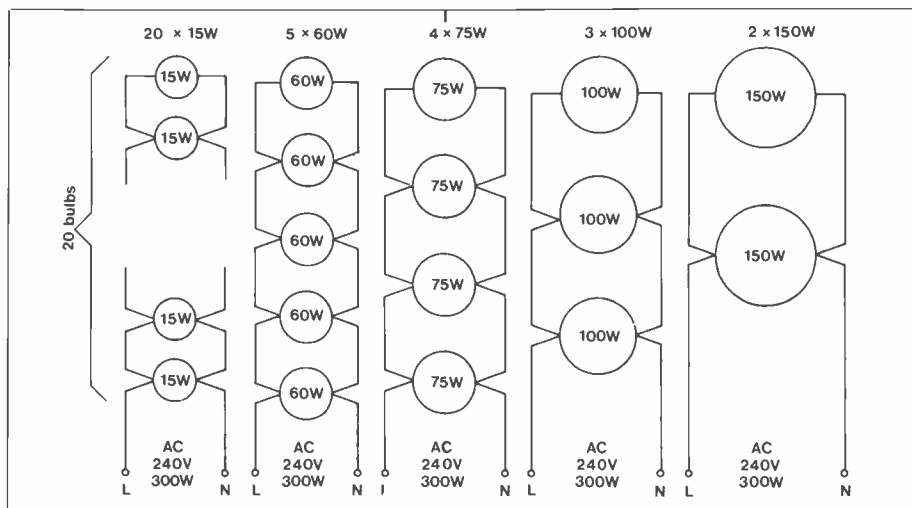 20 × 15W
5 × 60W
4 × 75W
3 × 100W
2 × 150W
15W
15W
15W
15W
20 bulbs
60W
60W
60W
60W
60W
75W
75W
75W
75W
100W
100W
100W
150W
150W
AC
240V
300W
L
N
AC
240V
300W
L
N
AC
240V
300W
I
N
AC
240V
300W
L
N
AC
240V
300W
L
N